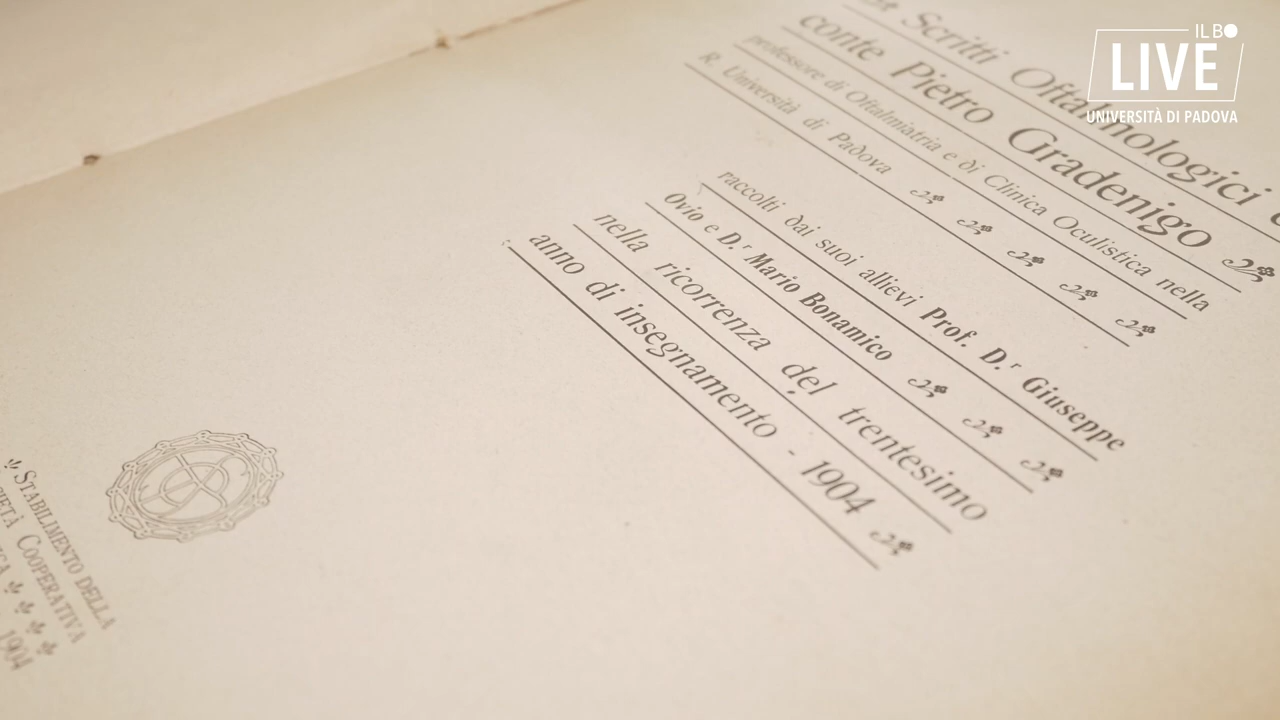 Scritti Oftalmologici
conte Pietro Gradenigo
professore di Oftalmiatria e di Clinica Oculistica nella
R. Università di Padova
raccolti dai suoi allievi Prof. D.r Giuseppe
Ovio e D.r Mario Bonamico
nella ricorrenza del trentesimo
anno di insegnamento - 1904
STABILIMENTO DELLA
COOPERATIVA
1904
IL BO
LIVE
UNIVERSITÀ DI PADOVA